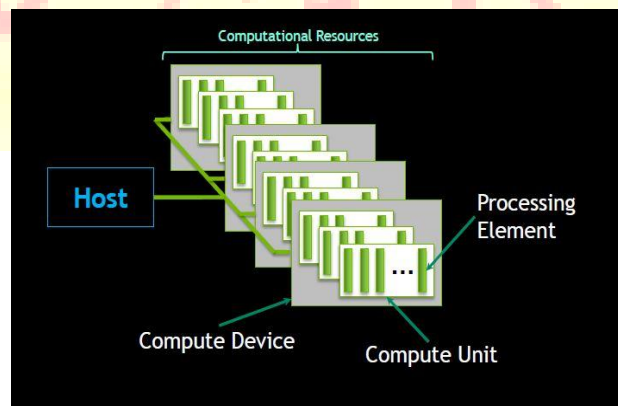 Computational Resources
Host
Processing
Element
...
Compute Device
Compute Unit